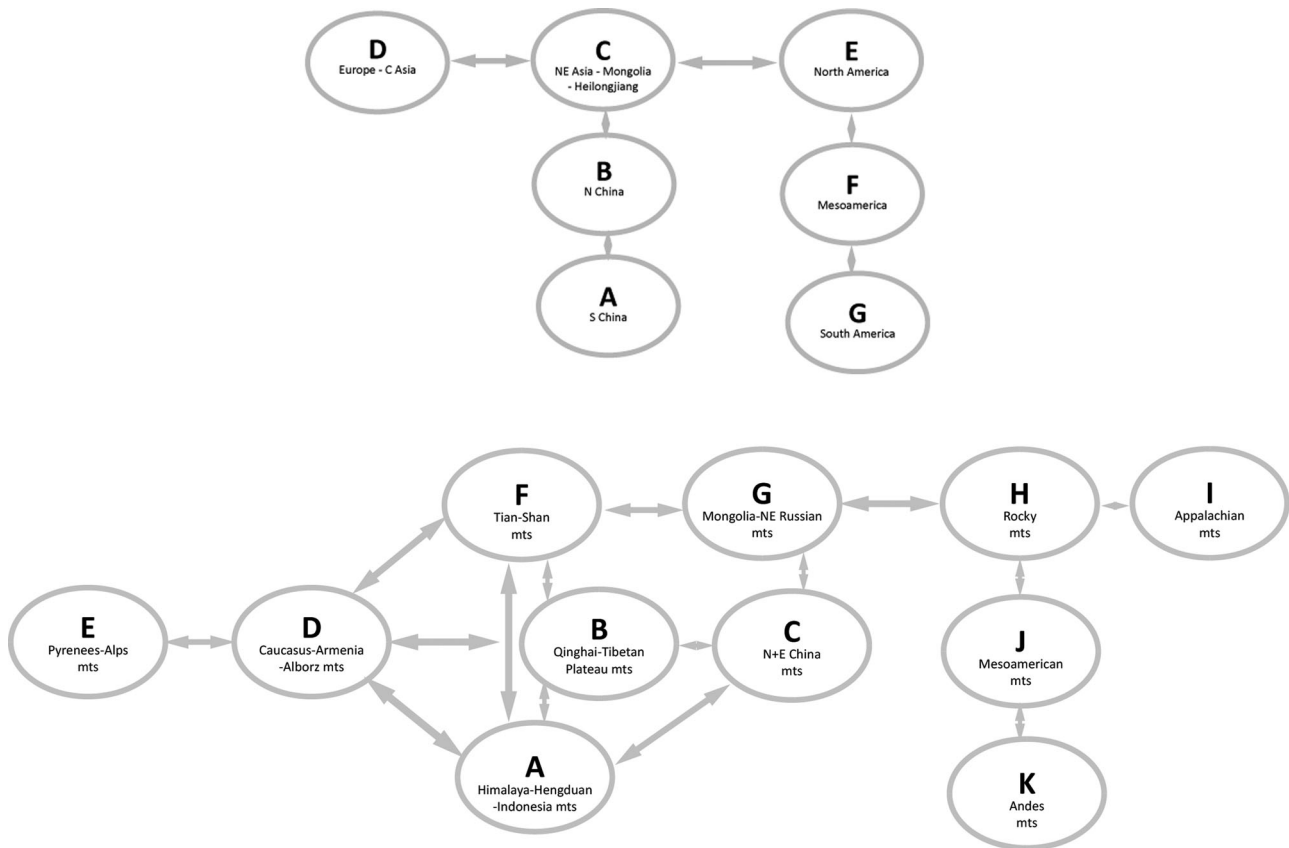 D
Europe - C Asia
C
NE Asia - Mongolia
- Heilongjiang
E
North America
B
N China
F
Mesoamerica
A
S China
G
South America
F
Tian-Shan
mts
G
Mongolia-NE Russian
mts
H
Rocky
mts
I
Appalachian
mts
E
Pyrenees-Alps
mts
D
Caucasus-Armenia
-Alborz mts
B
Qinghai-Tibetan
Plateau mts
C
N+E China
mts
J
Mesoamerican
mts
A
Himalaya-Hengduan
-Indonesia mts
K
Andes
mts